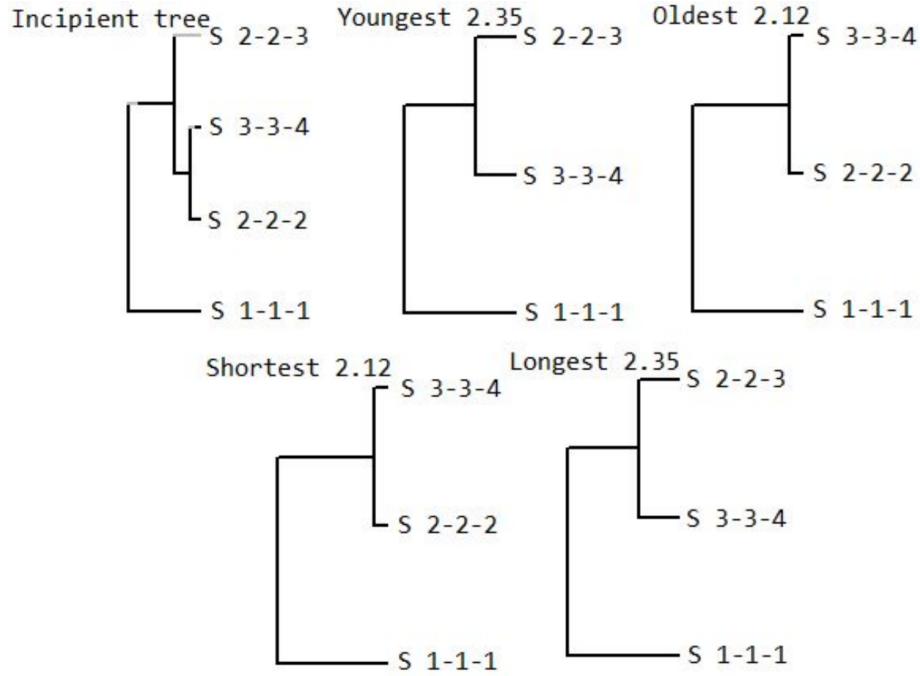 Incipient tree
S 2-2-3
S 3-3-4
S 2-2-2
S 1-1-1
Youngest 2.35
S 2-2-3
S 3-3-4
S 1-1-1
Oldest 2.12
S 3-3-4
S 2-2-2
S 1-1-1
Shortest 2.12
S 3-3-4
S 2-2-2
S 1-1-1
Longest 2.35
S 2-2-3
S 3-3-4
S 1-1-1